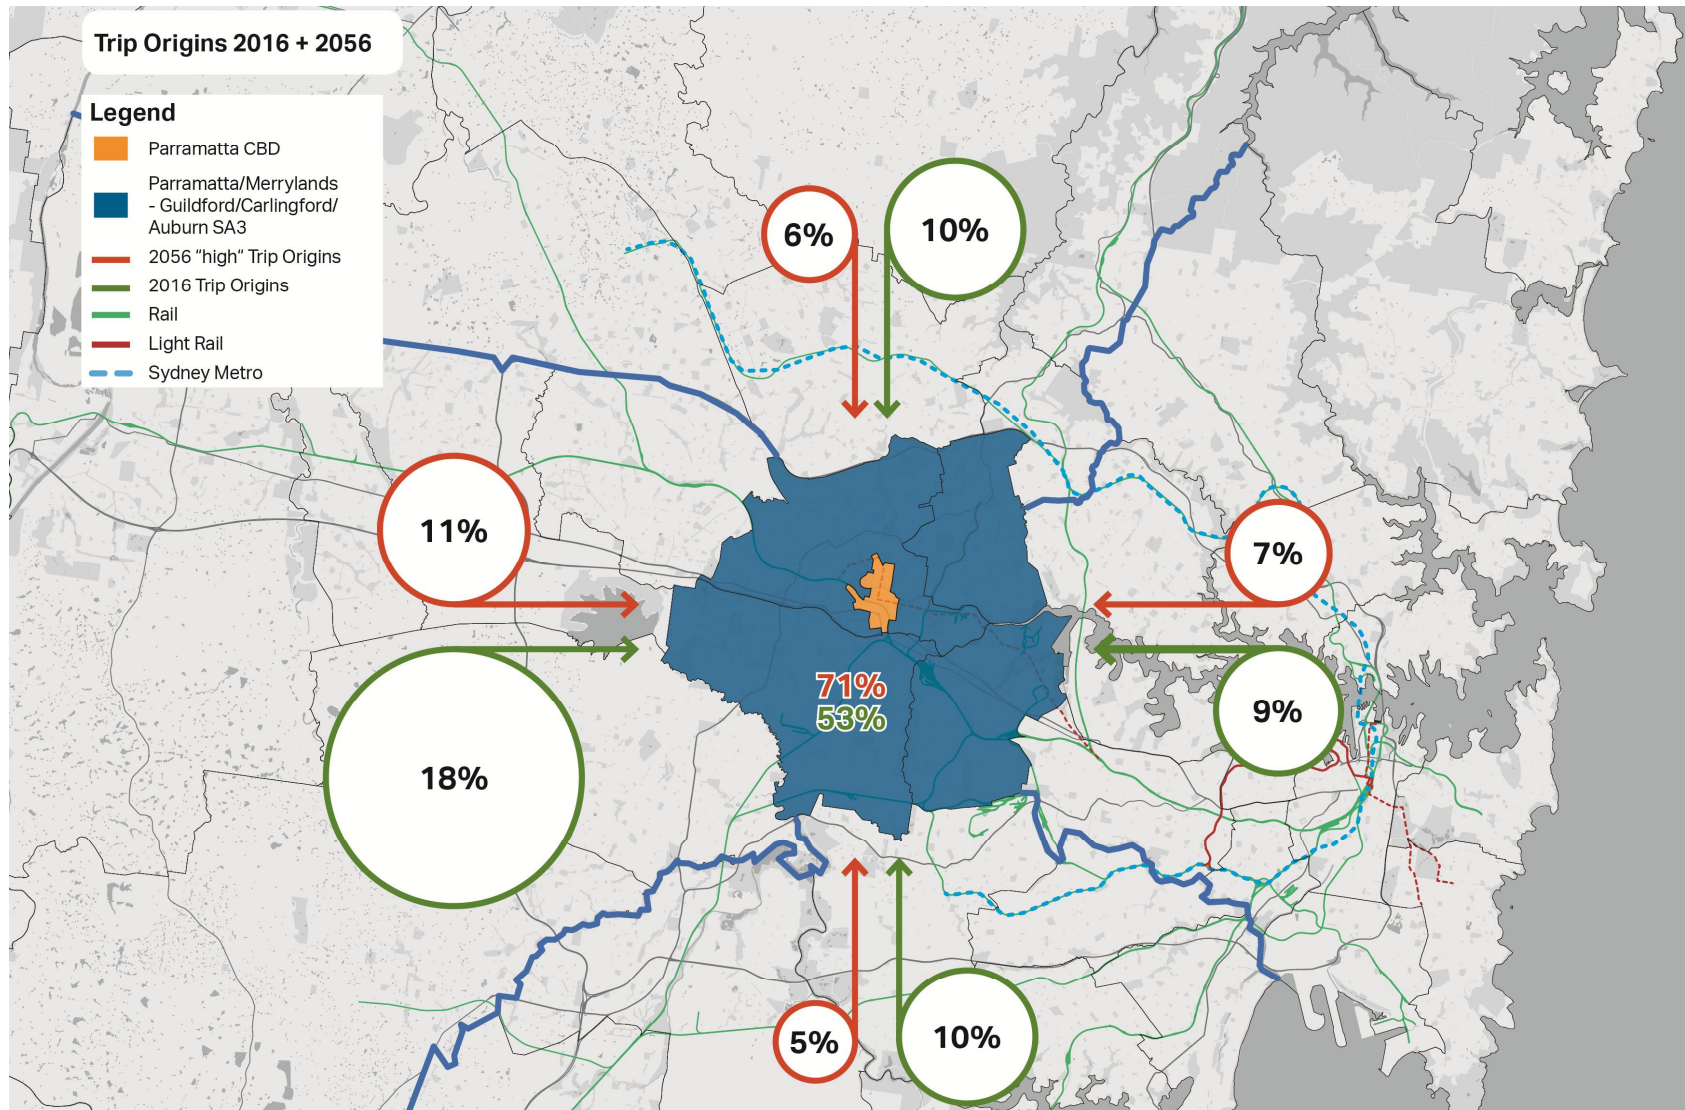 Trip Origins 2016 + 2056
Legend
Parramatta CBD
Parramatta/Merrylands
- Guildford/Carlingford/
Auburn SA3
2056 “high“ Trip Origins
2016 Trip Origins
Rail
Light Rail
Sydney Metro
6%
10%
11%
7%
71%
53%
9%
18%
5%
10%